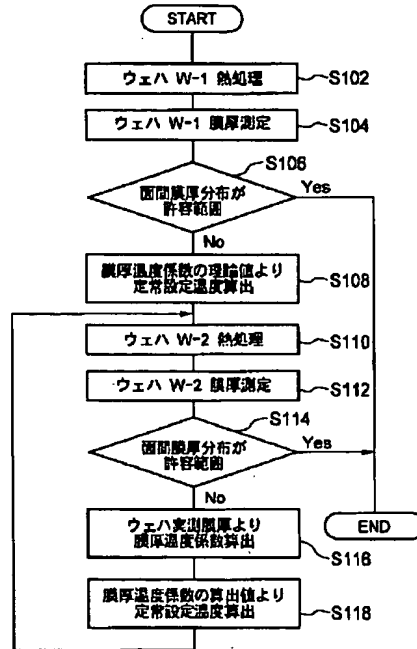 START
ウェハ W-1 熱処理
S102
ウェハ W-1 膜厚測定
S104
S106
面間膜厚分布が
許容範囲
Yes
No
膜厚温度係数の理論値より
定常設定温度算出
S108
ウェハ W-2 熱処理
S110
ウェハ W-2 膜厚測定
S112
S114
面間膜厚分布が
許容範囲
Yes
No
ウェハ実測膜厚より
膜厚温度係数算出
S116
END
膜厚温度係数の算出値より
定常設定温度算出
S118